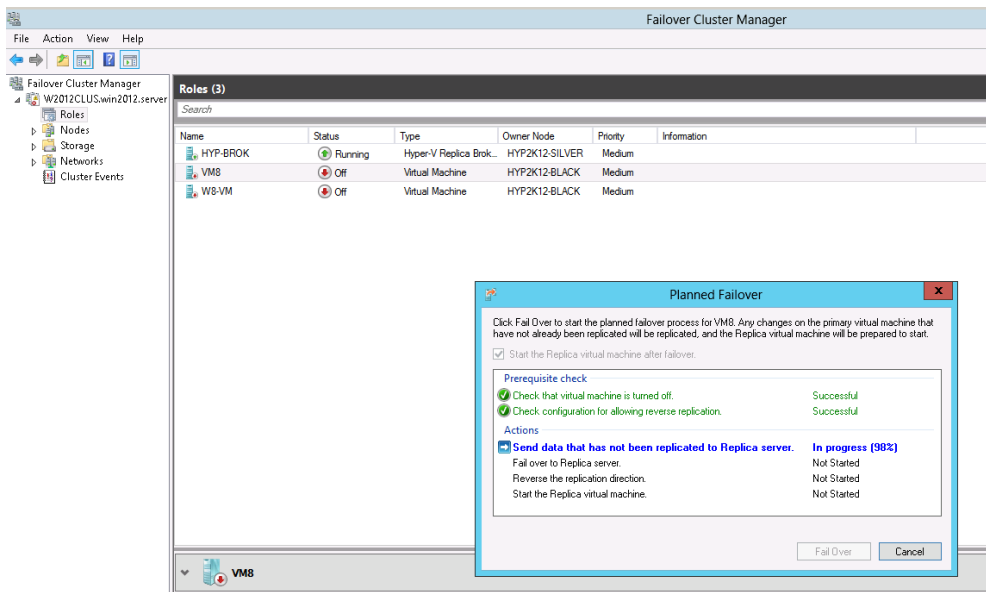 Failover Cluster Manager
File Action View Help
Failover Cluster Manager
W2012CLUS.win2012.server
Roles
Nodes
Storage
Networks
Cluster Events
Roles (3)
Search
Name Status Type Owner Node Priority Information
HYP-BROK Running Hyper-V Replica Brok... HYP2K12-SILVER Medium
VM8 Off Virtual Machine HYP2K12-BLACK Medium
W8-VM Off Virtual Machine HYP2K12-BLACK Medium
Planned Failover
x
Click Fail Over to start the planned failover process for VM8. Any changes on the primary virtual machine that
have not already been replicated will be replicated, and the Replica virtual machine will be prepared to start.
Start the Replica virtual machine after failover.
Prerequisite check
Check that virtual machine is turned off. Successful
Check configuration for allowing reverse replication. Successful
Actions
Send data that has not been replicated to Replica server. In progress (98%)
Fail over to Replica server. Not Started
Reverse the replication direction. Not Started
Start the Replica virtual machine. Not Started
Fail Over Cancel
VM8